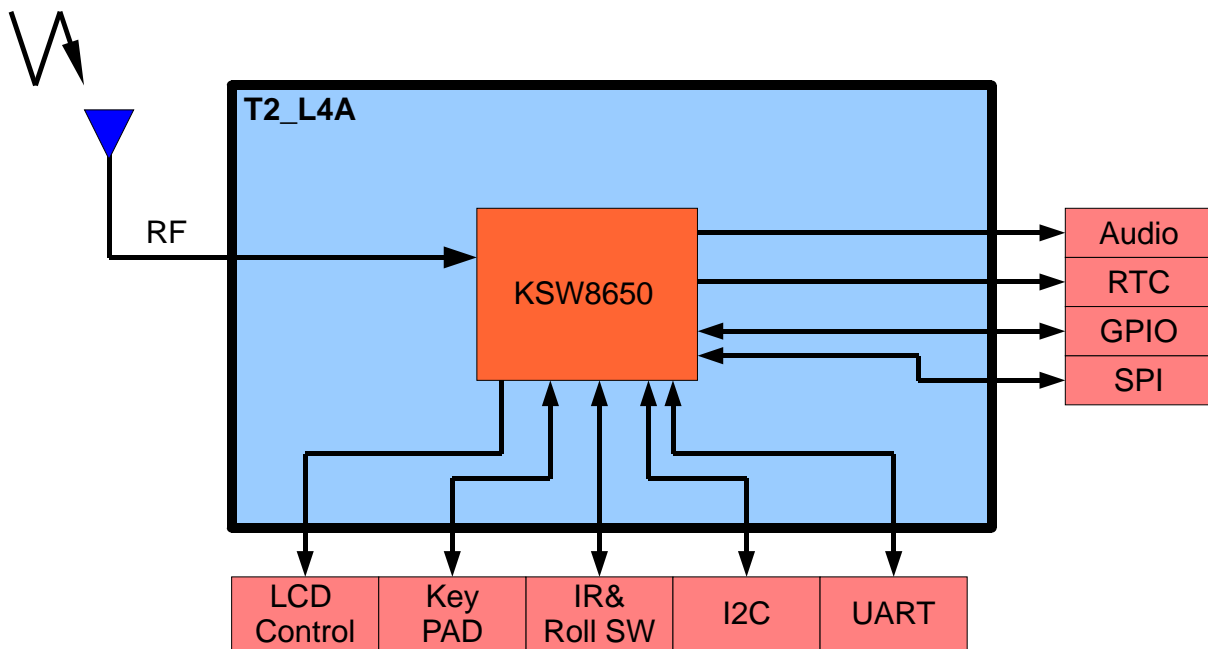 T2_L4A
RF
KSW8650
Audio
RTC
GPIO
SPI
LCD
Control
Key
PAD
IR&
Roll SW
I2C
UART